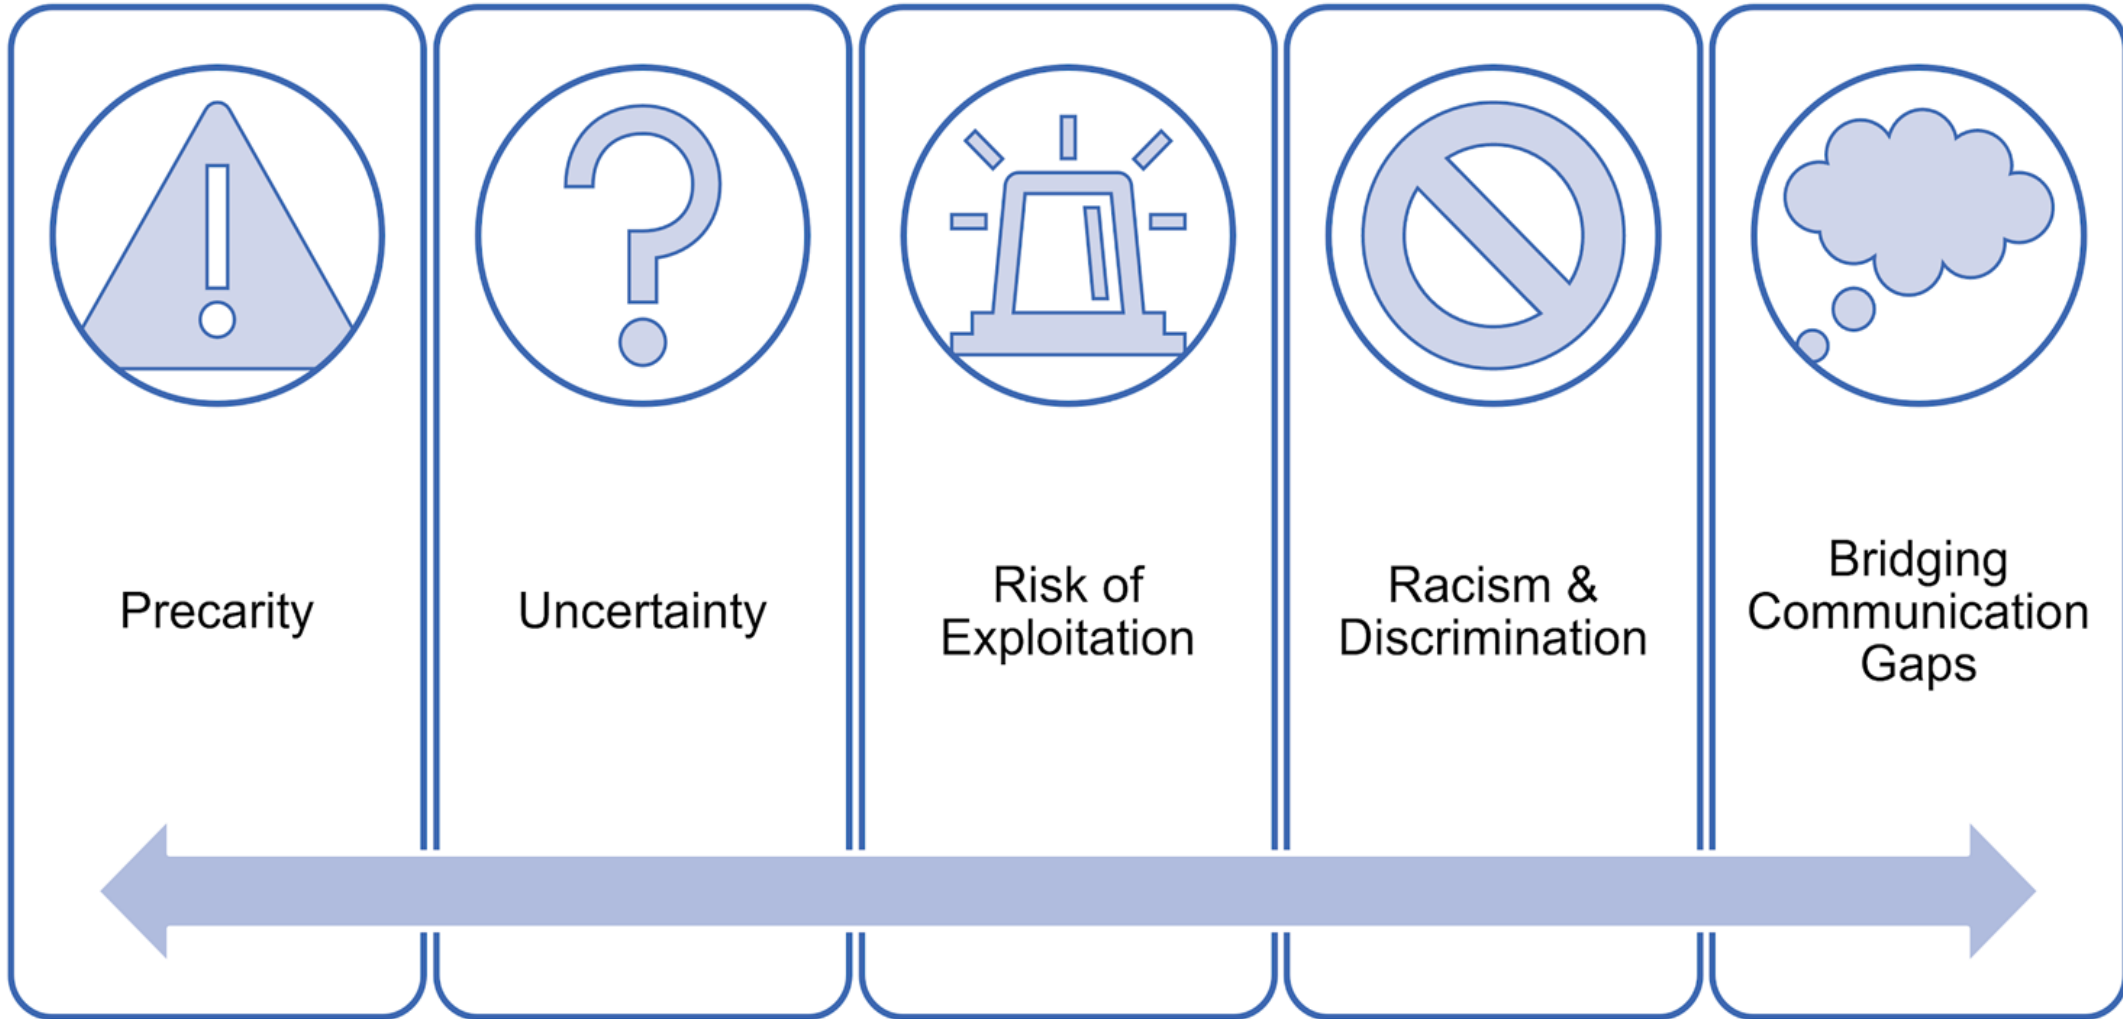 Precarity
Uncertainty
Risk of
Exploitation
Racism &
Discrimination
Bridging
Communication
Gaps